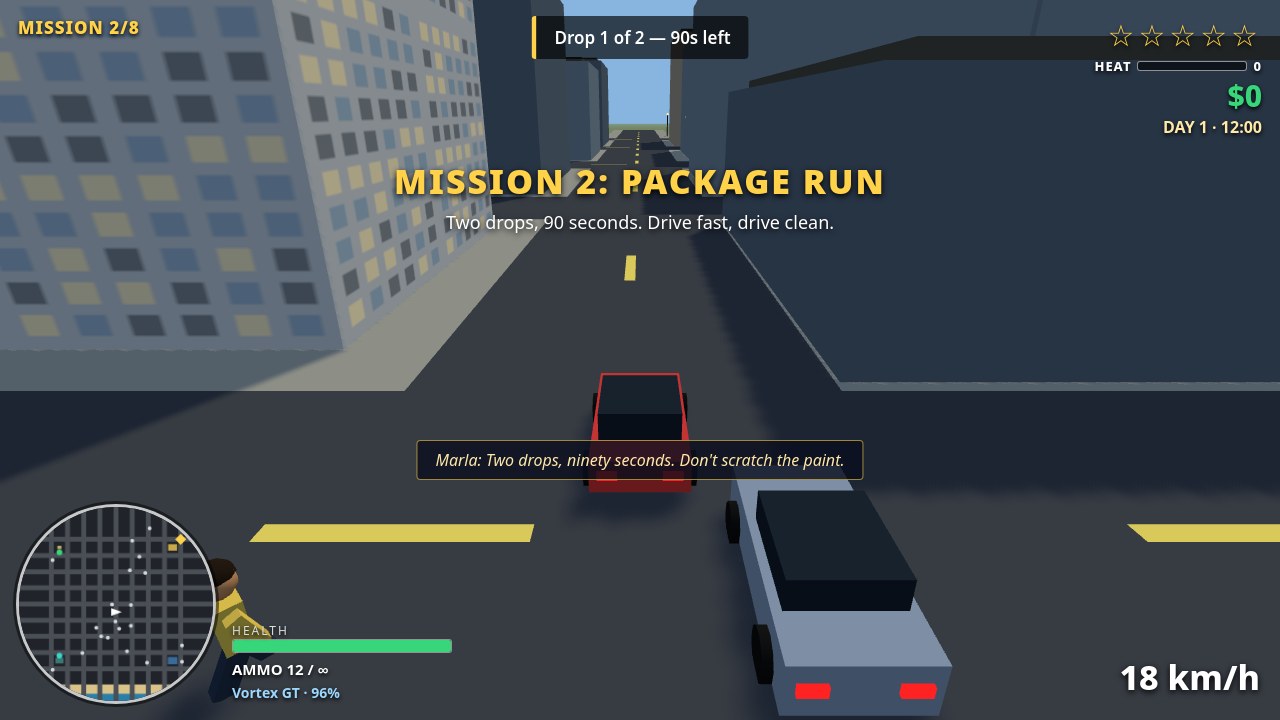 MISSION 2/8
Drop 1 of 2 — 90s left
☆☆☆☆☆
HEAT 0
$0
DAY 1 · 12:00
MISSION 2: PACKAGE RUN
Two drops, 90 seconds. Drive fast, drive clean.
Marla: Two drops, ninety seconds. Don't scratch the paint.
HEALTH
AMMO 12 / ∞
Vortex GT · 96%
18 km/h